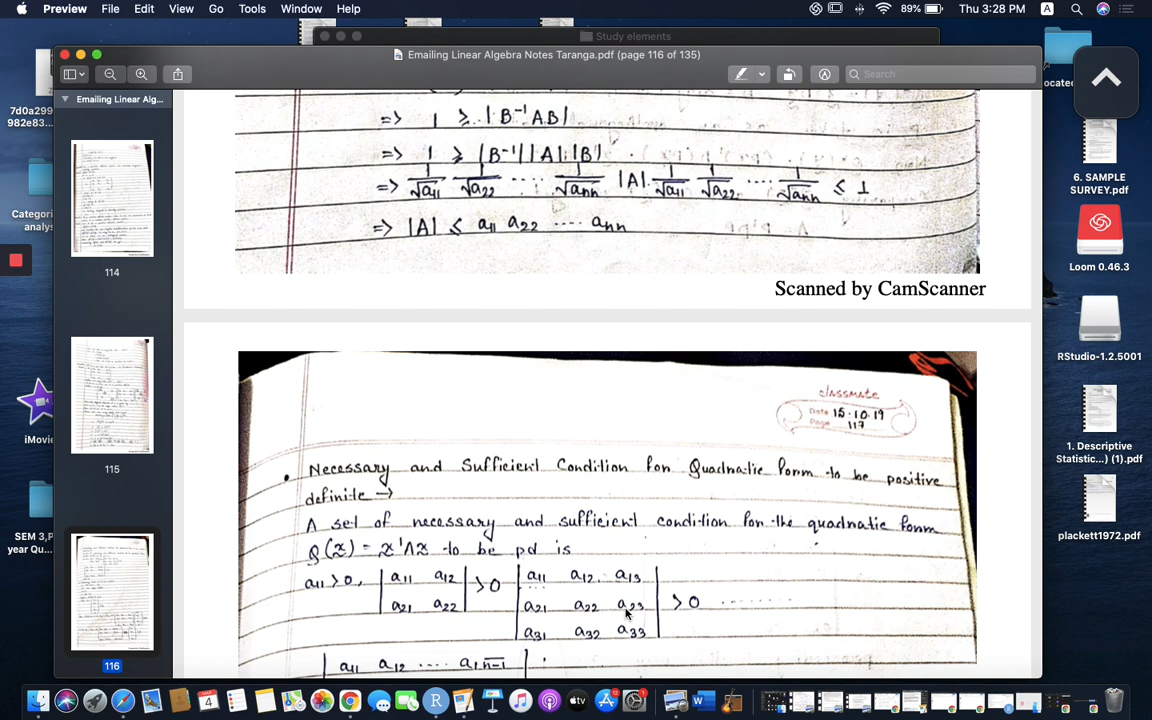 Preview File Edit View Go Tools Window Help
89% Thu 3:28 PM A
Study elements
Emailing Linear Algebra Notes Taranga.pdf (page 116 of 135)
Search
Emailing Linear Alg...
7d0a299
982e83...
Categori
analys
iMovie
SEM 3,P
year Qu...
114
115
116
=> 1 ≥ |B⁻¹AB|
=> 1 ≥ |B⁻¹| |A| |B|
=> 1/√a11 1/√a22 ..... 1/√ann |A| 1/√a11 1/√a22 ..... 1/√ann ≤ 1
=> |A| ≤ a11 a22 ..... ann
Scanned by CamScanner
classmate
Date 15.10.19
Page 117
• Necessary and Sufficient Condition for Quadratic form to be positive
definite →
A set of necessary and sufficient condition for the quadratic form
Q(x) = x'Ax to be pd is
a11 > 0, | a11 a12 | > 0 | a11 a12 a13 |
| a21 a22 | | a21 a22 a23 | > 0 .........
| a31 a32 a33 |
| a11 a12 .... a1 n-1 |
ocate
6. SAMPLE
SURVEY.pdf
Loom 0.46.3
RStudio-1.2.5001
1. Descriptive
Statistic...) (1).pdf
plackett1972.pdf